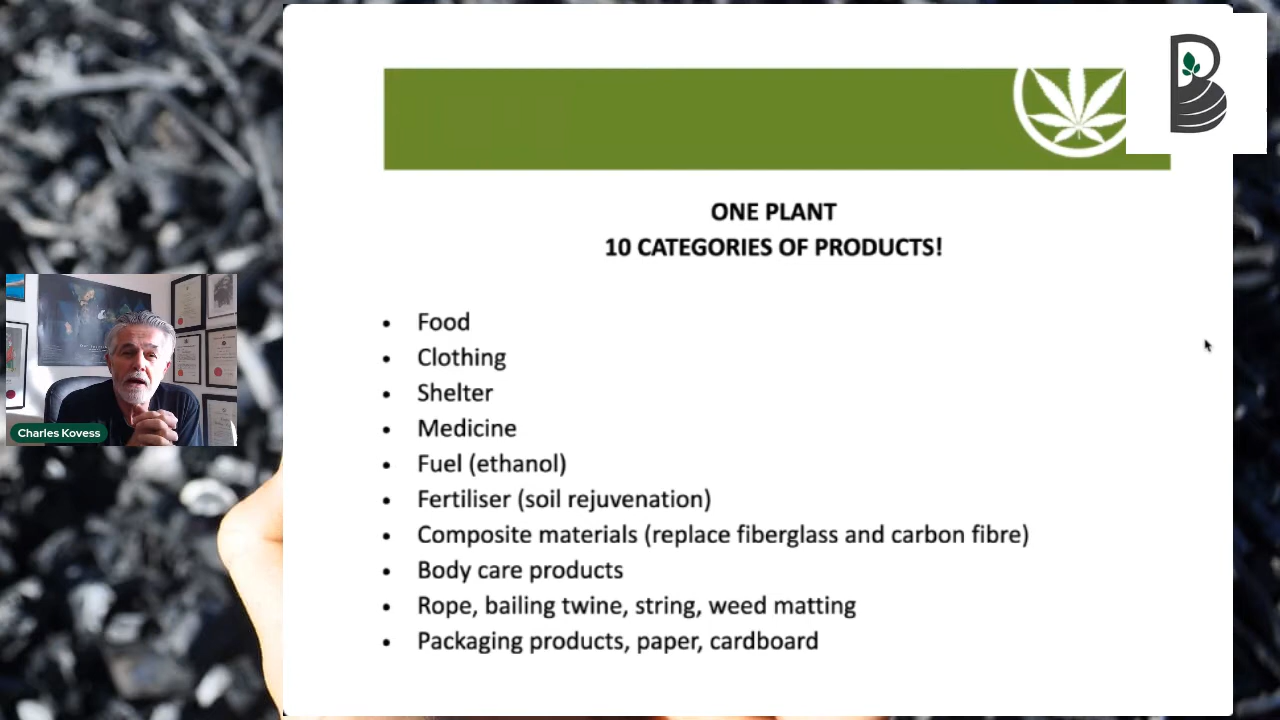 ONE PLANT
10 CATEGORIES OF PRODUCTS!
• Food
• Clothing
• Shelter
• Medicine
• Fuel (ethanol)
• Fertiliser (soil rejuvenation)
• Composite materials (replace fiberglass and carbon fibre)
• Body care products
• Rope, bailing twine, string, weed matting
• Packaging products, paper, cardboard
Charles Kovess